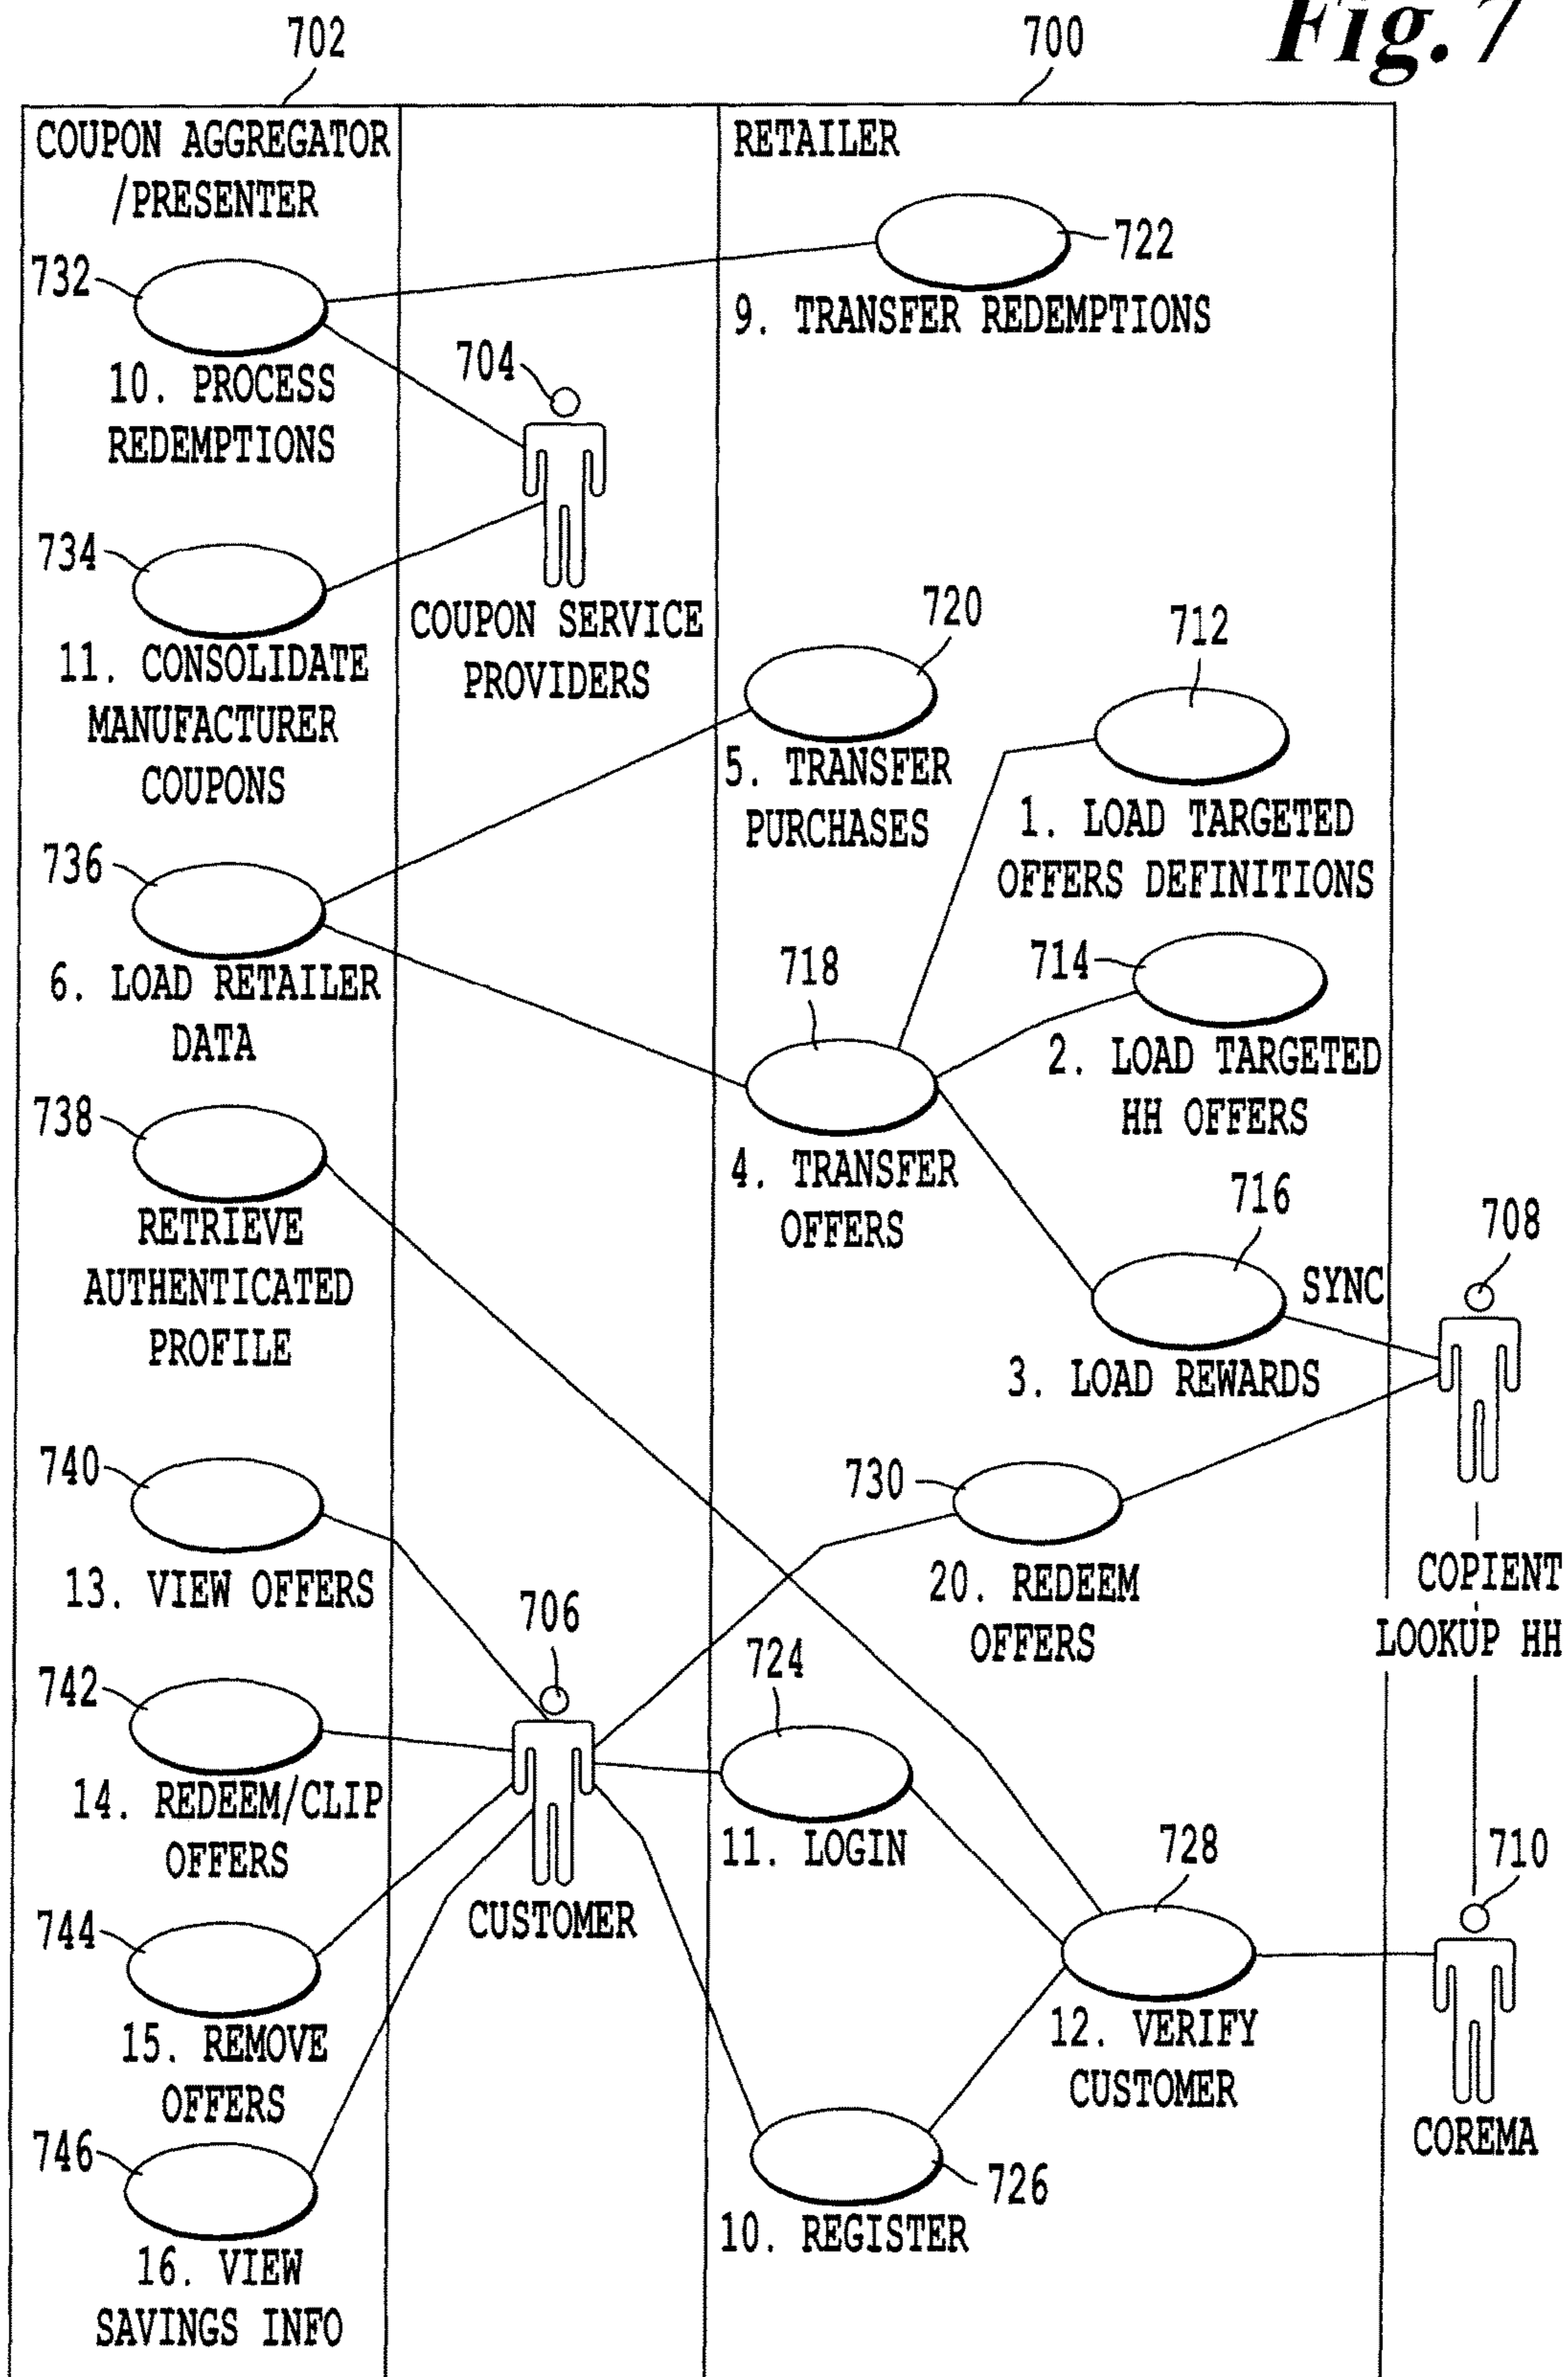 Fig. 7
702
700
COUPON AGGREGATOR
/PRESENTER
RETAILER
732
722
9. TRANSFER REDEMPTIONS
10. PROCESS
REDEMPTIONS
704
COUPON SERVICE
PROVIDERS
734
11. CONSOLIDATE
MANUFACTURER
COUPONS
720
5. TRANSFER
PURCHASES
712
1. LOAD TARGETED
OFFERS DEFINITIONS
736
6. LOAD RETAILER
DATA
718
4. TRANSFER
OFFERS
714
2. LOAD TARGETED
HH OFFERS
738
RETRIEVE
AUTHENTICATED
PROFILE
716
SYNC
3. LOAD REWARDS
708
COPIENT
LOOKUP HH
740
13. VIEW OFFERS
730
20. REDEEM
OFFERS
706
CUSTOMER
742
14. REDEEM/CLIP
OFFERS
724
11. LOGIN
728
12. VERIFY
CUSTOMER
710
COREMA
744
15. REMOVE
OFFERS
726
10. REGISTER
746
16. VIEW
SAVINGS INFO